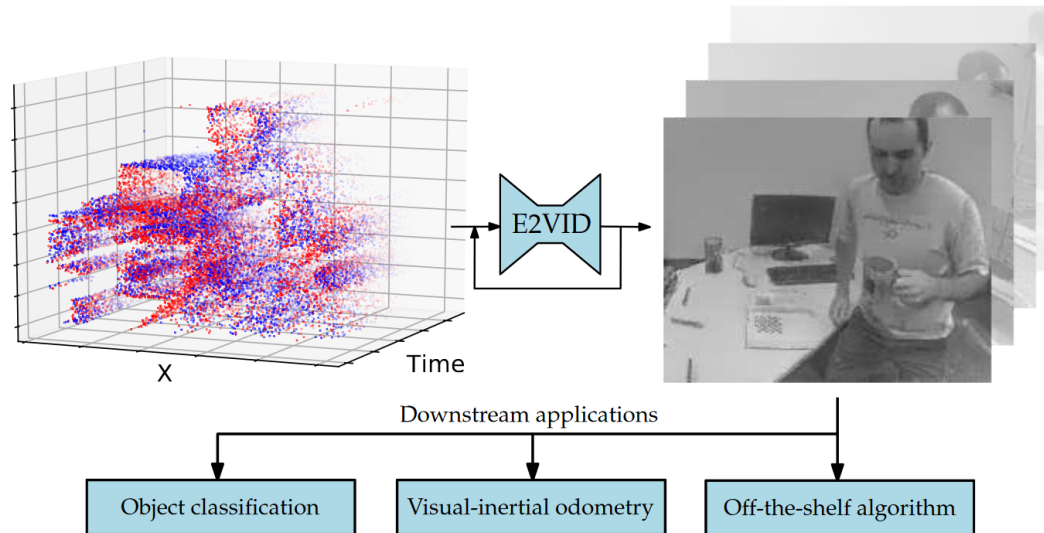 E2VID
Time
X
Downstream applications
Object classification
Visual-inertial odometry
Off-the-shelf algorithm